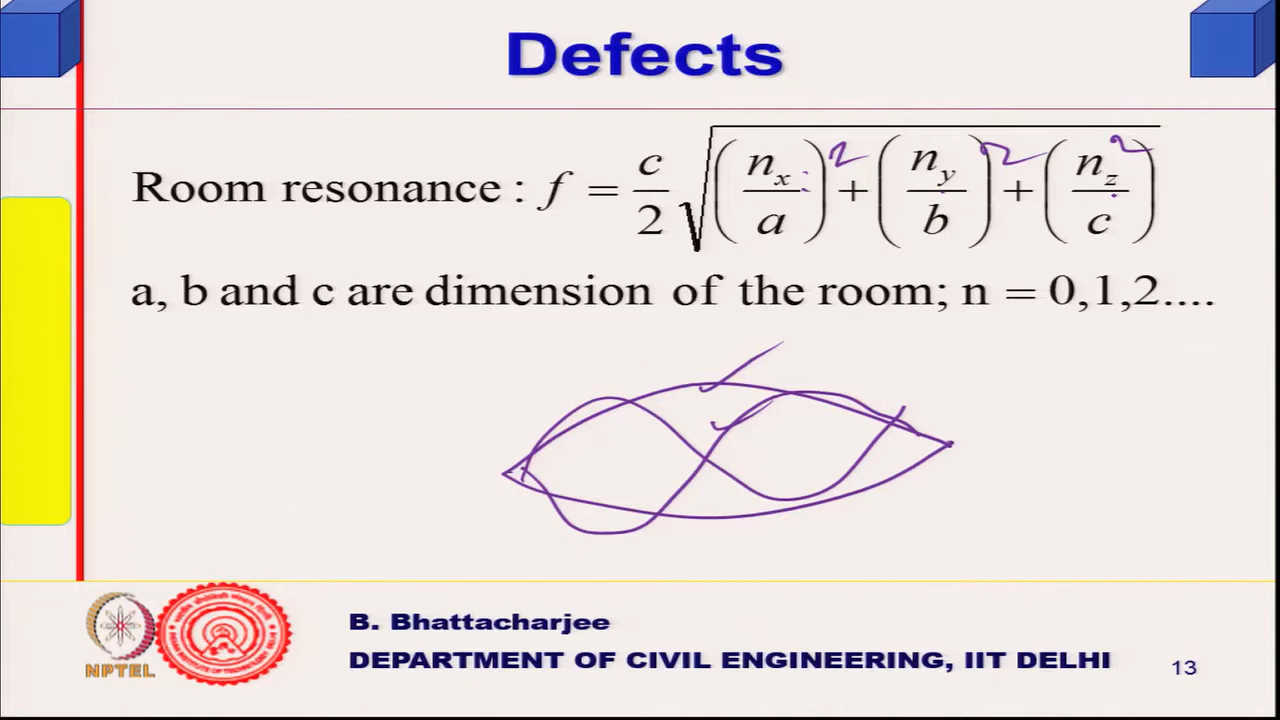 Defects
Room resonance : f = c/2 √( (n_x/a)² + (n_y/b)² + (n_z/c)² )
a, b and c are dimension of the room; n = 0,1,2....
NPTEL
B. Bhattacharjee
DEPARTMENT OF CIVIL ENGINEERING, IIT DELHI
13